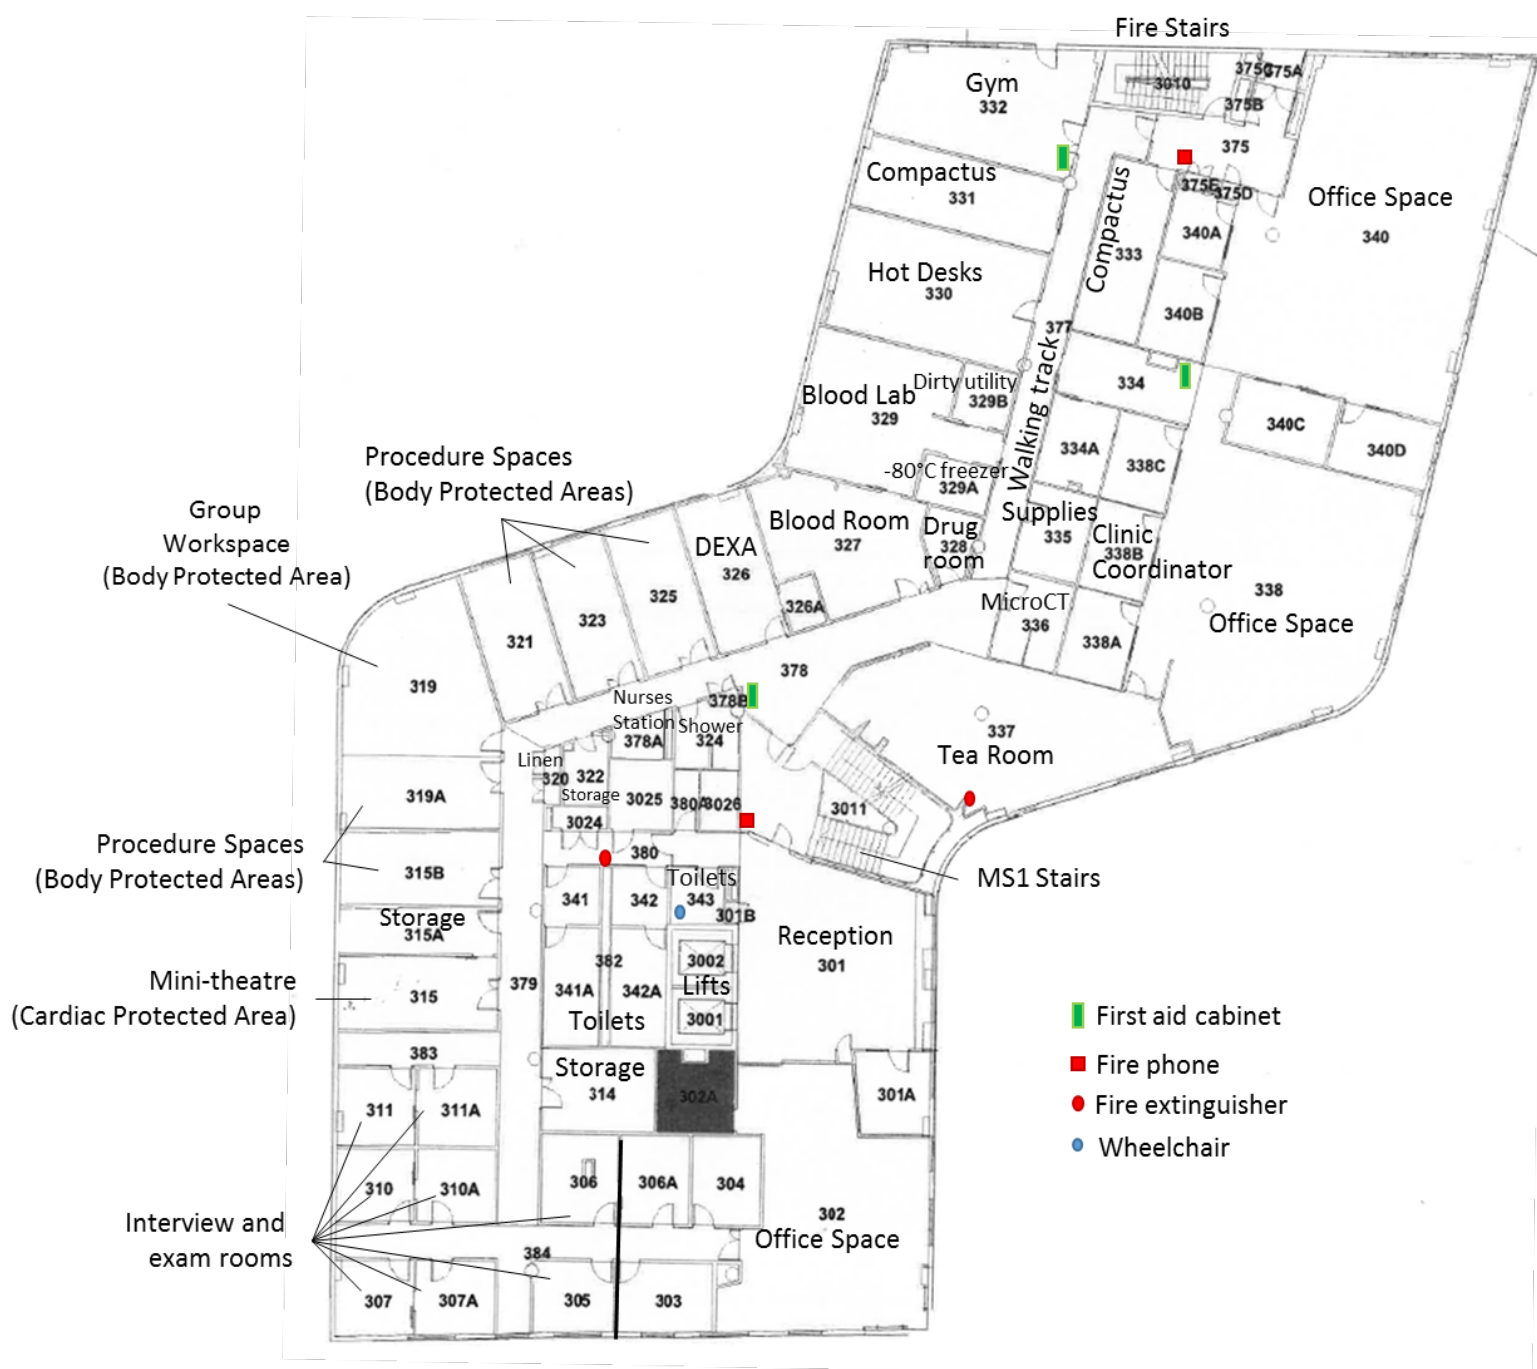 Fire Stairs
Gym
332
3010
375C
375A
375B
375
Compactus
331
375E
375D
Office Space
340
340A
Compactus
333
Hot Desks
330
340B
377
Walking track
334
Blood Lab
329
Dirty utility
329B
340C
340D
334A
338C
-80°C freezer
329A
Procedure Spaces
(Body Protected Areas)
Group
Workspace
(Body Protected Area)
Supplies
335
Clinic
338B
Coordinator
Blood Room
327
Drug
328
room
DEXA
326
326A
325
323
321
319
MicroCT
336
338A
338
Office Space
378
Nurses
Station
378A
378B
Shower
324
337
Tea Room
Linen
320
322
Storage
3025
380A
3026
3024
3011
319A
Procedure Spaces
(Body Protected Areas)
315B
380
Toilets
343
301B
341
342
MS1 Stairs
Storage
315A
Reception
301
382
3002
Lifts
3001
341A
342A
Toilets
379
Mini-theatre
(Cardiac Protected Area)
315
383
Storage
314
302A
301A
311
311A
310
310A
306
306A
304
302
Office Space
Interview and
exam rooms
384
307
307A
305
303
First aid cabinet
Fire phone
Fire extinguisher
Wheelchair